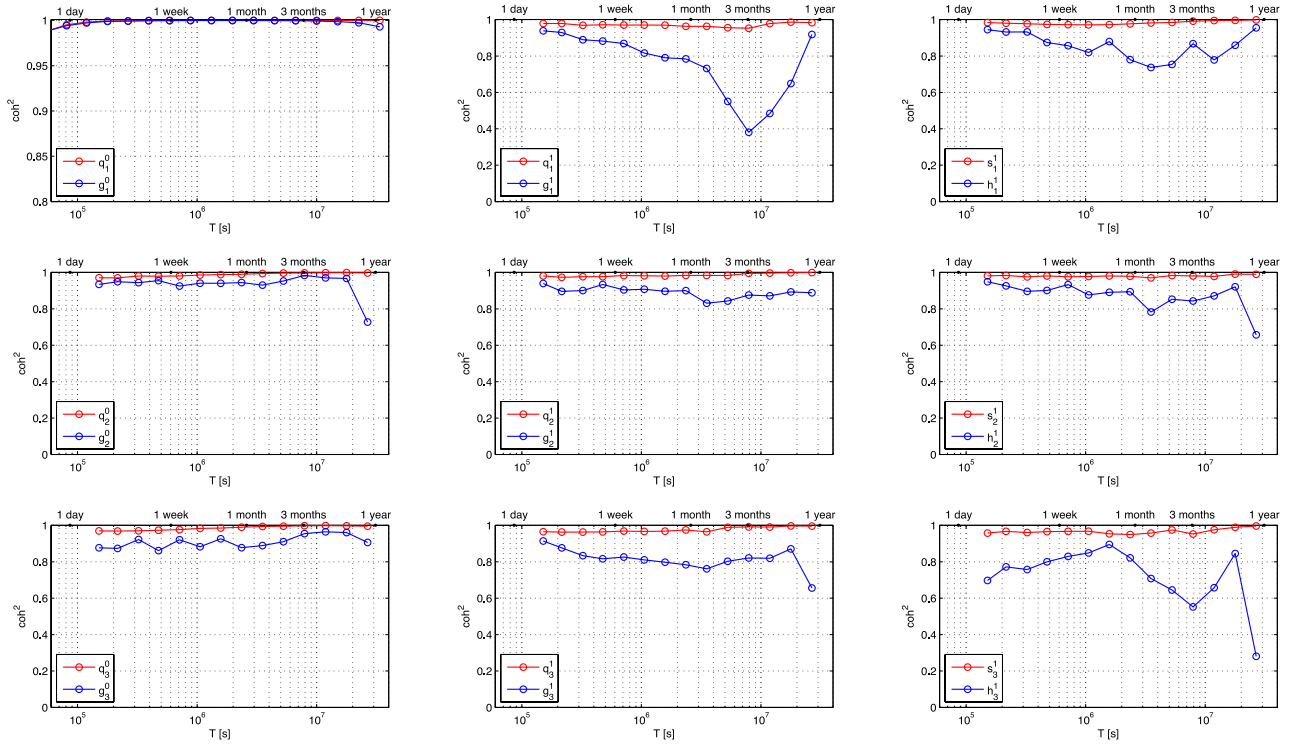 1 day 1 week 1 month 3 months 1 year
1
0.95
0.9
0.85
0.8
coh²
q₁⁰
g₁⁰
10⁵ 10⁶ 10⁷
T [s]
1 day 1 week 1 month 3 months 1 year
1
0.8
0.6
0.4
0.2
0
coh²
q₁¹
g₁¹
10⁵ 10⁶ 10⁷
T [s]
1 day 1 week 1 month 3 months 1 year
1
0.8
0.6
0.4
0.2
0
coh²
s₁¹
h₁¹
10⁵ 10⁶ 10⁷
T [s]
1 day 1 week 1 month 3 months 1 year
1
0.8
0.6
0.4
0.2
0
coh²
q₂⁰
g₂⁰
10⁵ 10⁶ 10⁷
T [s]
1 day 1 week 1 month 3 months 1 year
1
0.8
0.6
0.4
0.2
0
coh²
q₂¹
g₂¹
10⁵ 10⁶ 10⁷
T [s]
1 day 1 week 1 month 3 months 1 year
1
0.8
0.6
0.4
0.2
0
coh²
s₂¹
h₂¹
10⁵ 10⁶ 10⁷
T [s]
1 day 1 week 1 month 3 months 1 year
1
0.8
0.6
0.4
0.2
0
coh²
q₃⁰
g₃⁰
10⁵ 10⁶ 10⁷
T [s]
1 day 1 week 1 month 3 months 1 year
1
0.8
0.6
0.4
0.2
0
coh²
q₃¹
g₃¹
10⁵ 10⁶ 10⁷
T [s]
1 day 1 week 1 month 3 months 1 year
1
0.8
0.6
0.4
0.2
0
coh²
s₃¹
h₃¹
10⁵ 10⁶ 10⁷
T [s]